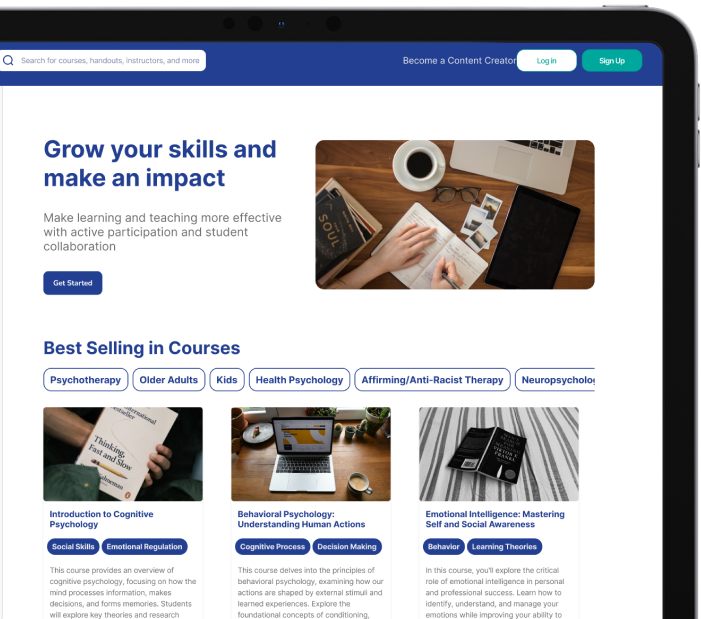 Search for courses, handouts, instructors, and more
Become a Content Creator
Log in
Sign Up
Grow your skills and
make an impact
Make learning and teaching more effective
with active participation and student
collaboration
Get Started
SOUL
Best Selling in Courses
Psychotherapy
Older Adults
Kids
Health Psychology
Affirming/Anti-Racist Therapy
Neuropsycholog
International
Bestseller
Thinking,
Fast and Slow
Kahneman
Introduction to Cognitive
Psychology
Social Skills
Emotional Regulation
This course provides an overview of
cognitive psychology, focusing on how the
mind processes information, makes
decisions, and forms memories. Students
will explore key theories and research
Behavioral Psychology:
Understanding Human Actions
Cognitive Process
Decision Making
This course delves into the principles of
behavioral psychology, examining how our
actions are shaped by external stimuli and
learned experiences. Explore the
foundational concepts of conditioning,
Emotional Intelligence: Mastering
Self and Social Awareness
Behavior
Learning Theories
In this course, you'll explore the critical
role of emotional intelligence in personal
and professional success. Learn how to
identify, understand, and manage your
emotions while improving your ability to